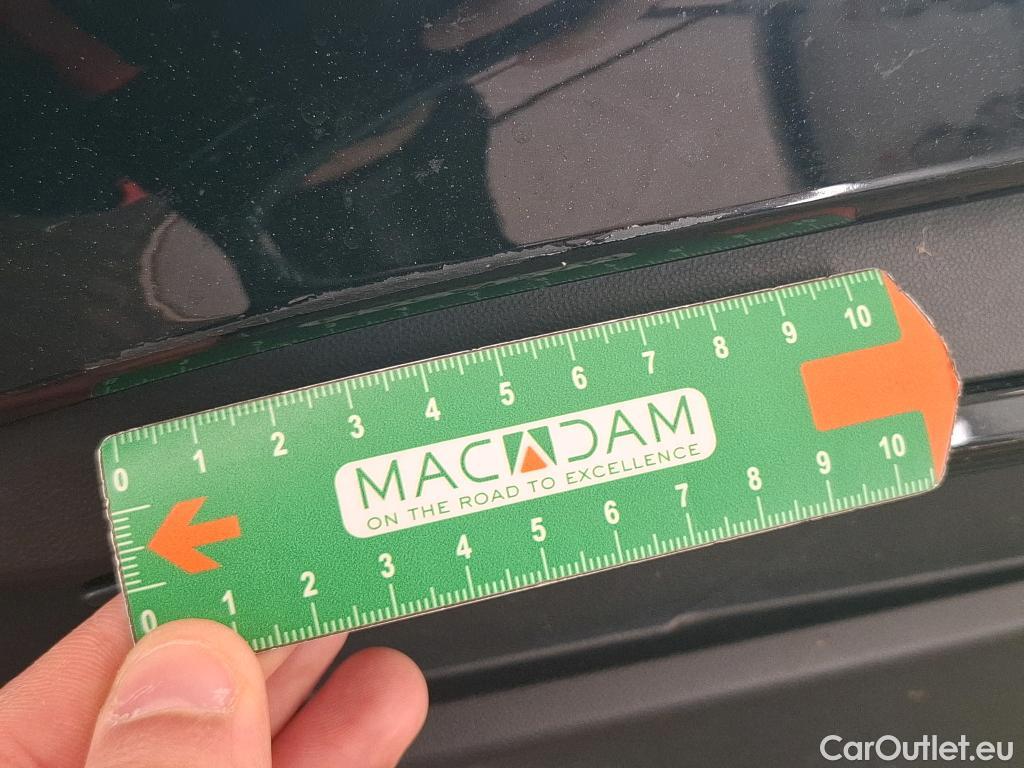 0 1 2 3 4 5 6 7 8 9 10
MACADAM
ON THE ROAD TO EXCELLENCE
0 1 2 3 4 5 6 7 8 9 10
CarOutlet.eu